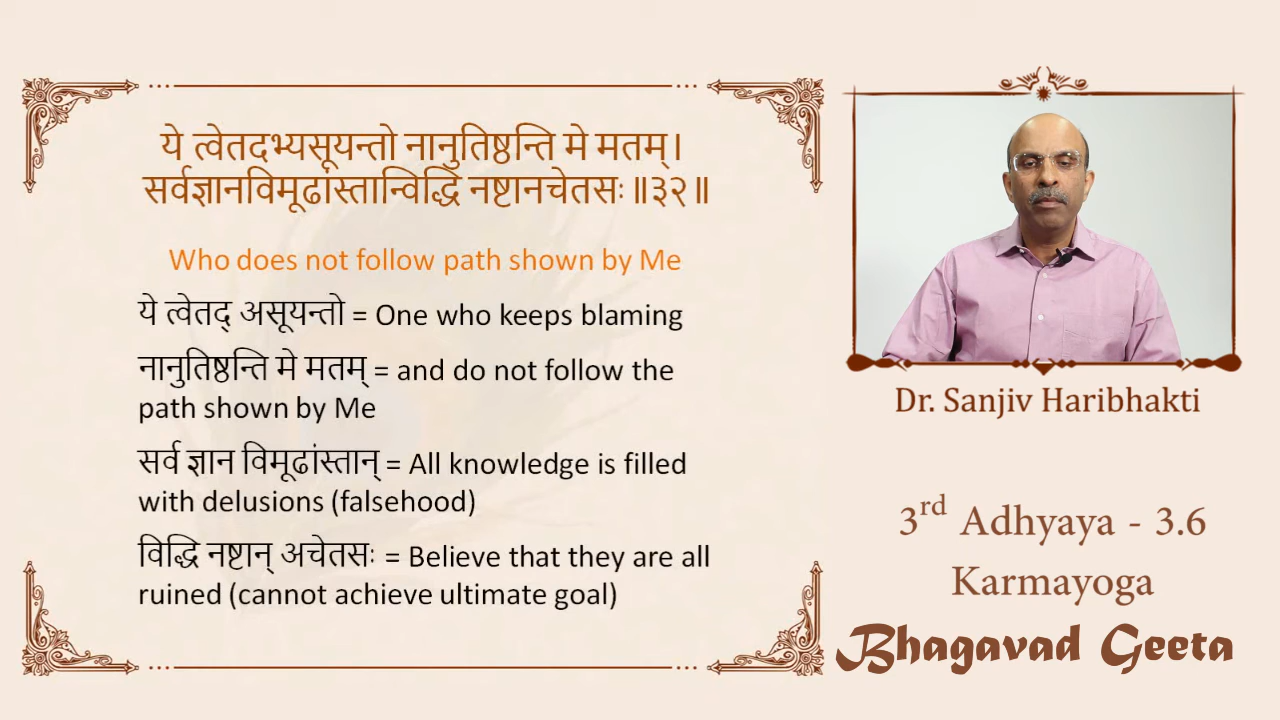 ये त्वेतदभ्यसूयन्तो नानुतिष्ठन्ति मे मतम्।
सर्वज्ञानविमूढांस्तान्विद्धि नष्टानचेतसः॥३२॥
Who does not follow path shown by Me
ये त्वेतद् असूयन्तो = One who keeps blaming
नानुतिष्ठन्ति मे मतम् = and do not follow the
path shown by Me
सर्व ज्ञान विमूढांस्तान् = All knowledge is filled
with delusions (falsehood)
विद्धि नष्टान् अचेतसः = Believe that they are all
ruined (cannot achieve ultimate goal)
Dr. Sanjiv Haribhakti
3rd Adhyaya - 3.6
Karmayoga
Bhagavad Geeta